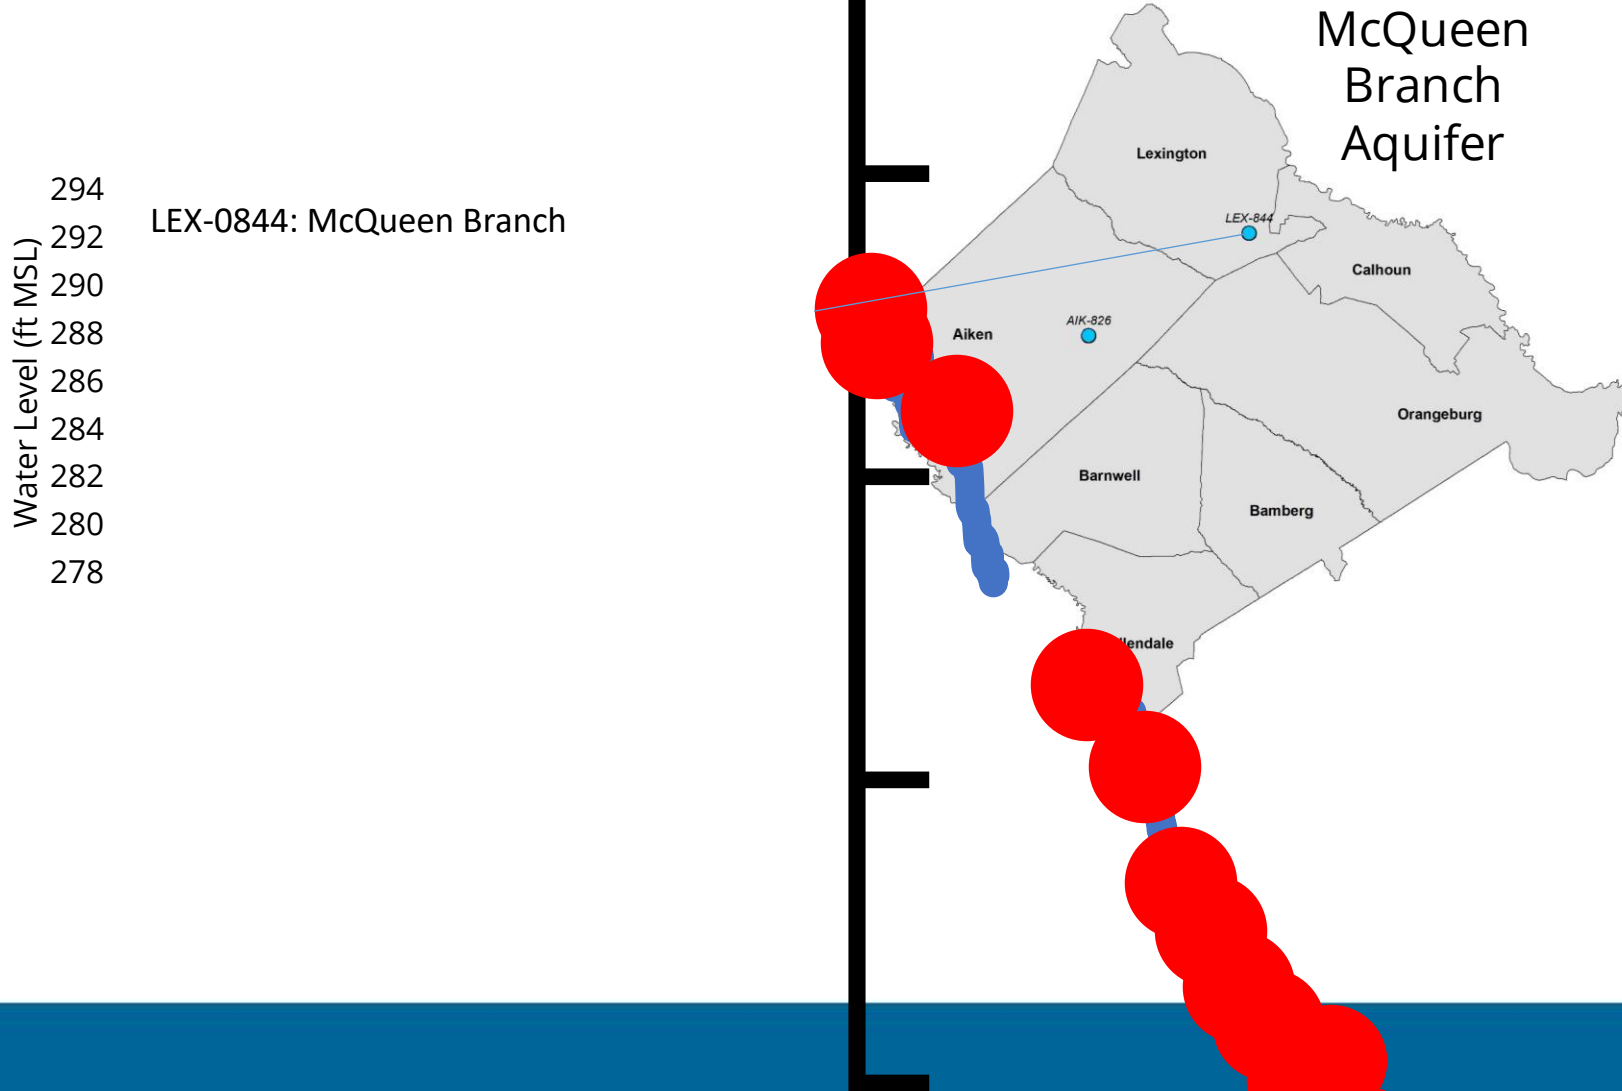 McQueen
Branch
Aquifer
Lexington
294
LEX-0844: McQueen Branch
LEX-844
292
Calhoun
290
AIK-826
288
Aiken
286
Orangeburg
284
282
Barnwell
280
Bamberg
278
Water Level (ft MSL)
llendale